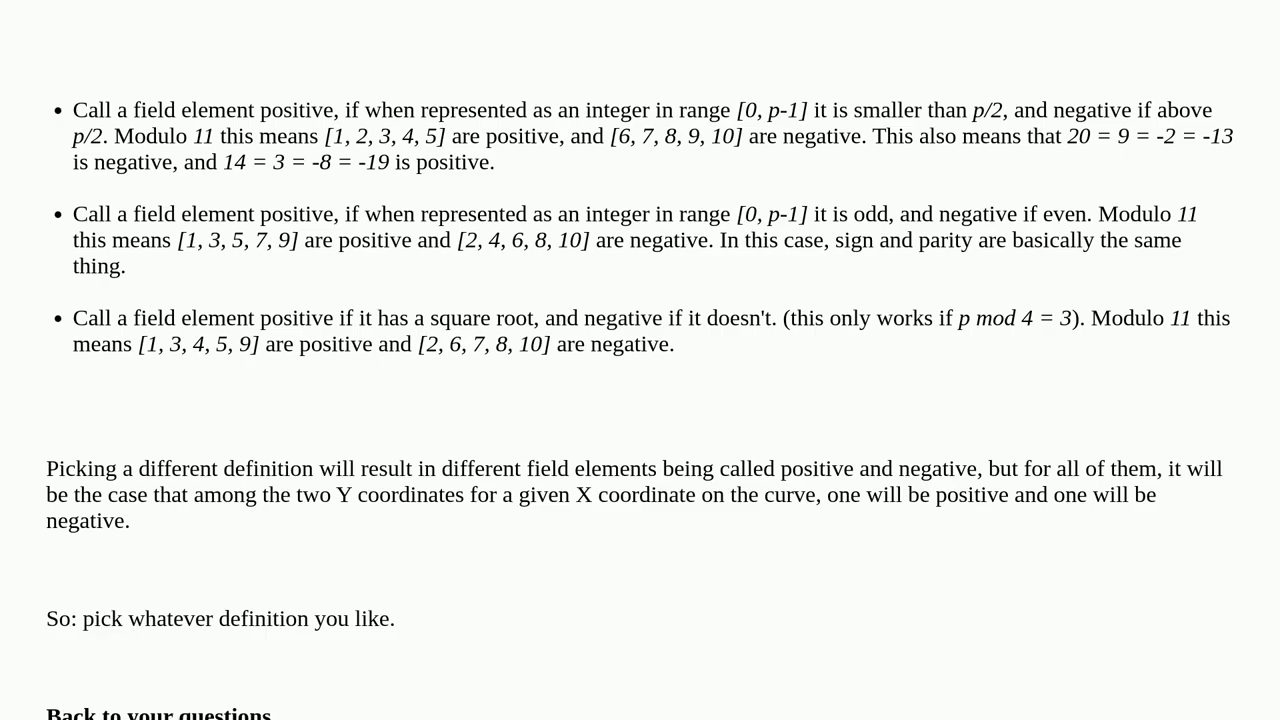 • Call a field element positive, if when represented as an integer in range [0, p-1] it is smaller than p/2, and negative if above
p/2. Modulo 11 this means [1, 2, 3, 4, 5] are positive, and [6, 7, 8, 9, 10] are negative. This also means that 20 = 9 = -2 = -13
is negative, and 14 = 3 = -8 = -19 is positive.
• Call a field element positive, if when represented as an integer in range [0, p-1] it is odd, and negative if even. Modulo 11
this means [1, 3, 5, 7, 9] are positive and [2, 4, 6, 8, 10] are negative. In this case, sign and parity are basically the same
thing.
• Call a field element positive if it has a square root, and negative if it doesn't. (this only works if p mod 4 = 3). Modulo 11 this
means [1, 3, 4, 5, 9] are positive and [2, 6, 7, 8, 10] are negative.
Picking a different definition will result in different field elements being called positive and negative, but for all of them, it will
be the case that among the two Y coordinates for a given X coordinate on the curve, one will be positive and one will be
negative.
So: pick whatever definition you like.
Back to your questions